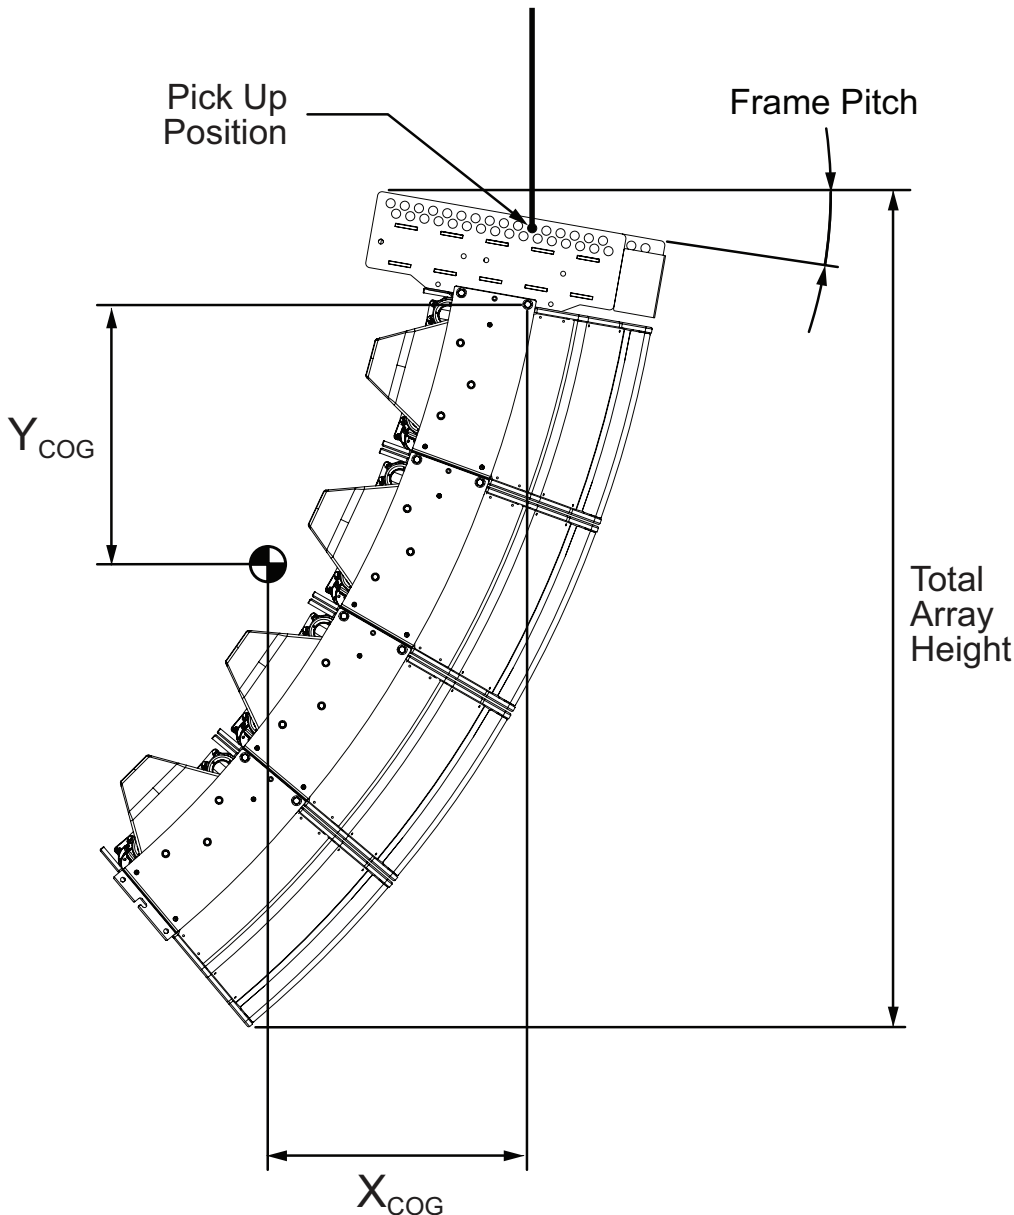 Pick Up
Position
Frame Pitch
Y_COG
Total
Array
Height
X_COG